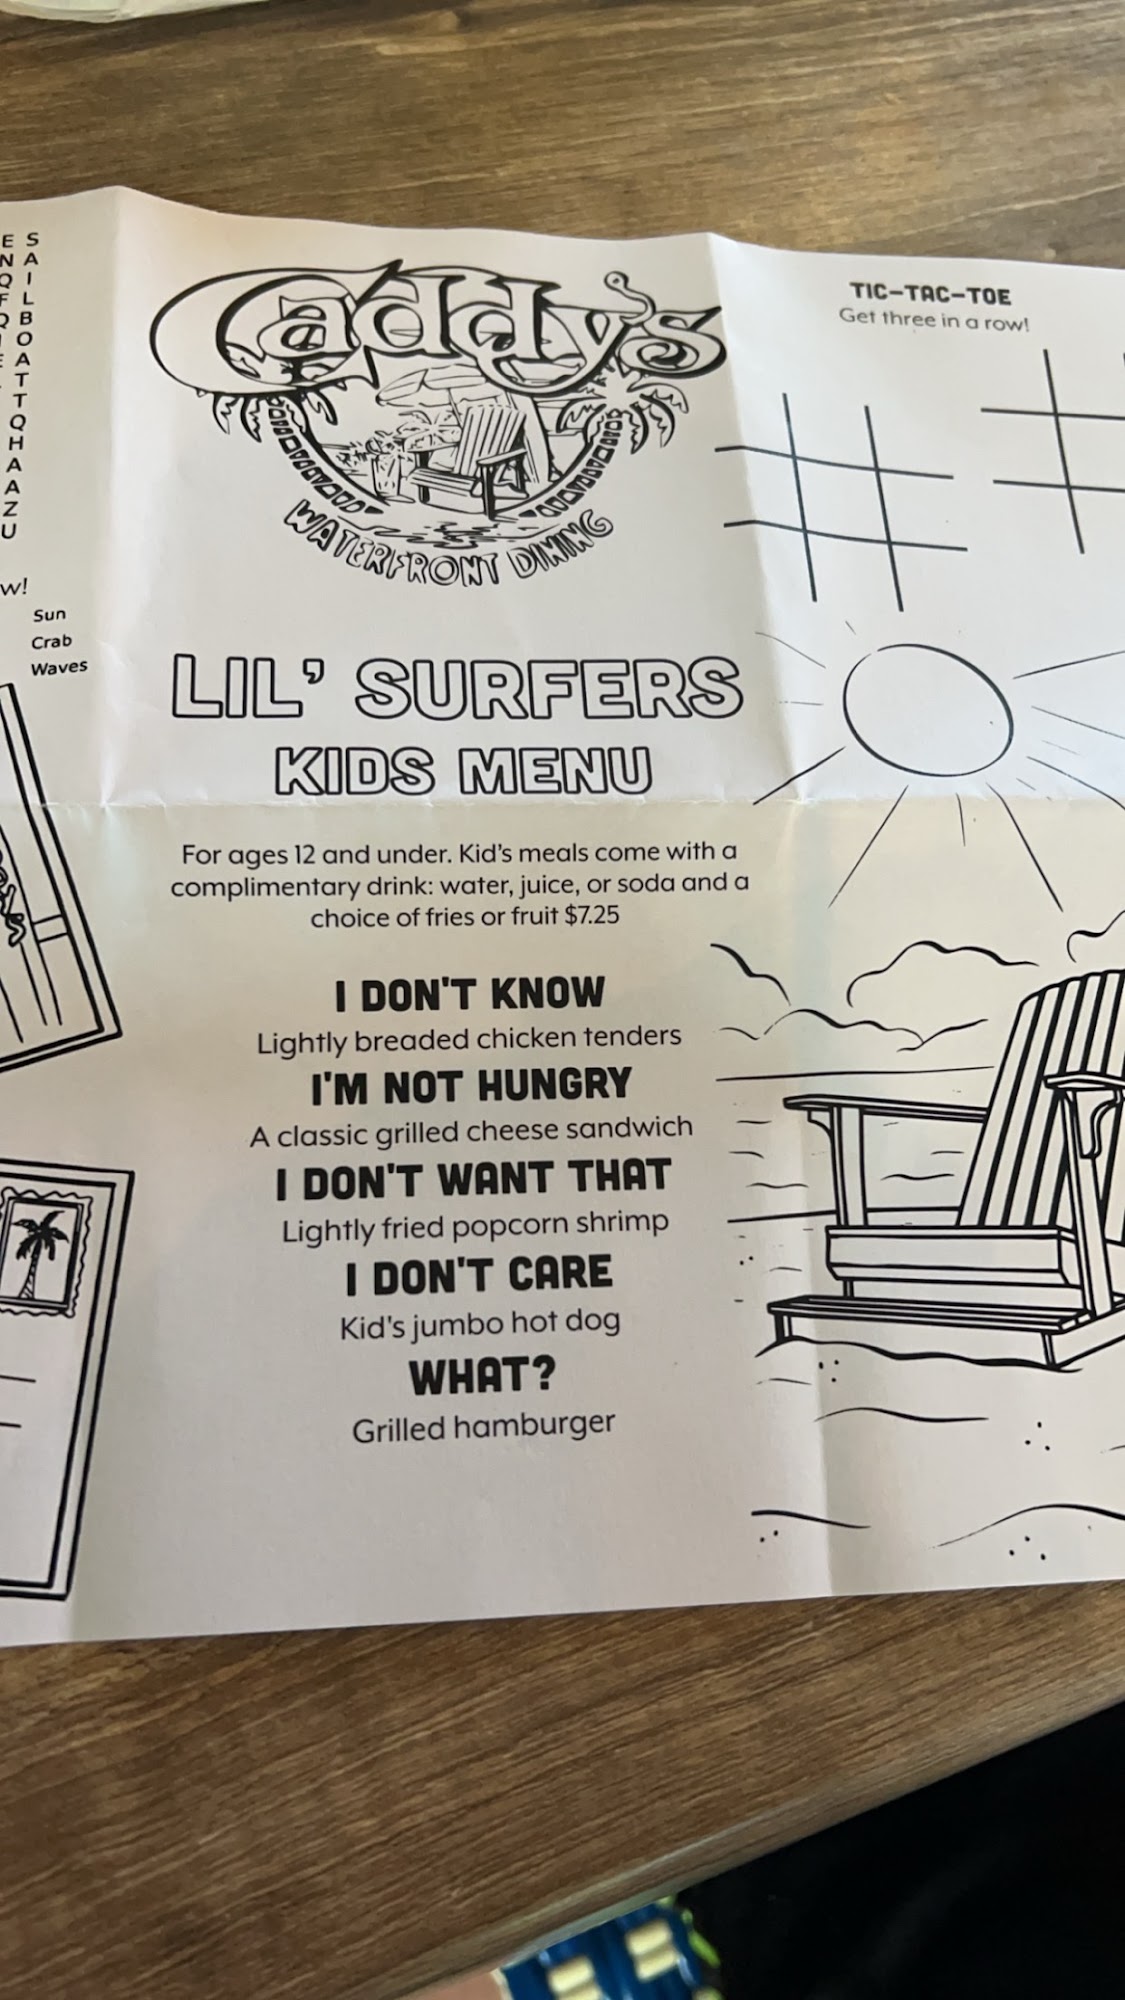 E S
N A
Q I
F L
Q B
O
A
T
T
Q
H
A
A
Z
U
w!
Sun
Crab
Waves
Caddy's
WATERFRONT DINING
LIL' SURFERS
KIDS MENU
For ages 12 and under. Kid's meals come with a
complimentary drink: water, juice, or soda and a
choice of fries or fruit $7.25
I DON'T KNOW
Lightly breaded chicken tenders
I'M NOT HUNGRY
A classic grilled cheese sandwich
I DON'T WANT THAT
Lightly fried popcorn shrimp
I DON'T CARE
Kid's jumbo hot dog
WHAT?
Grilled hamburger
TIC-TAC-TOE
Get three in a row!